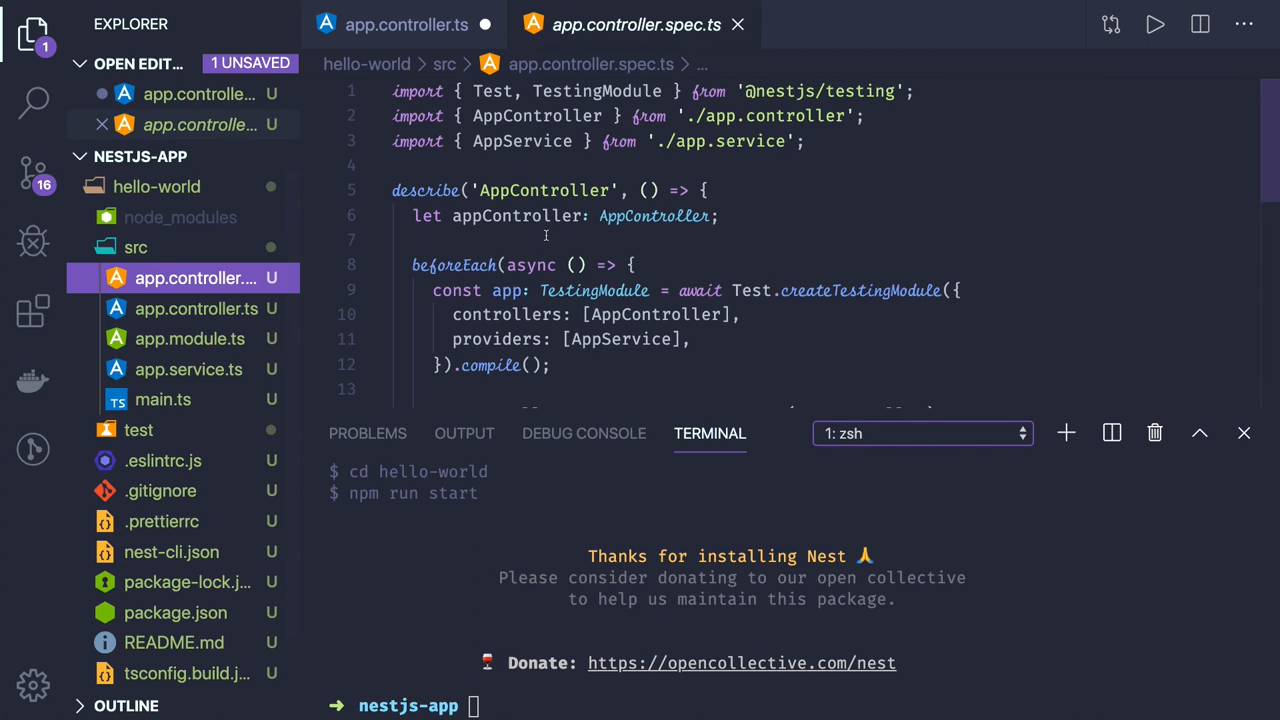 EXPLORER
app.controller.ts
app.controller.spec.ts
1
OPEN EDIT...
1 UNSAVED
hello-world > src > app.controller.spec.ts > ...
app.controlle... U
app.controlle... U
NESTJS-APP
hello-world
node_modules
src
app.controller.... U
app.controller.ts U
app.module.ts U
app.service.ts U
TS main.ts U
test
.eslintrc.js U
.gitignore U
.prettierrc U
nest-cli.json U
package-lock.j... U
package.json U
README.md U
tsconfig.build.j... U
OUTLINE
16
1 import { Test, TestingModule } from '@nestjs/testing';
2 import { AppController } from './app.controller';
3 import { AppService } from './app.service';
4
5 describe('AppController', () => {
6 let appController: AppController;
7
8 beforeEach(async () => {
9 const app: TestingModule = await Test.createTestingModule({
10 controllers: [AppController],
11 providers: [AppService],
12 }).compile();
13
PROBLEMS OUTPUT DEBUG CONSOLE TERMINAL
1: zsh
$ cd hello-world
$ npm run start
Thanks for installing Nest 🙏
Please consider donating to our open collective
to help us maintain this package.
🍷 Donate: https://opencollective.com/nest
➜ nestjs-app